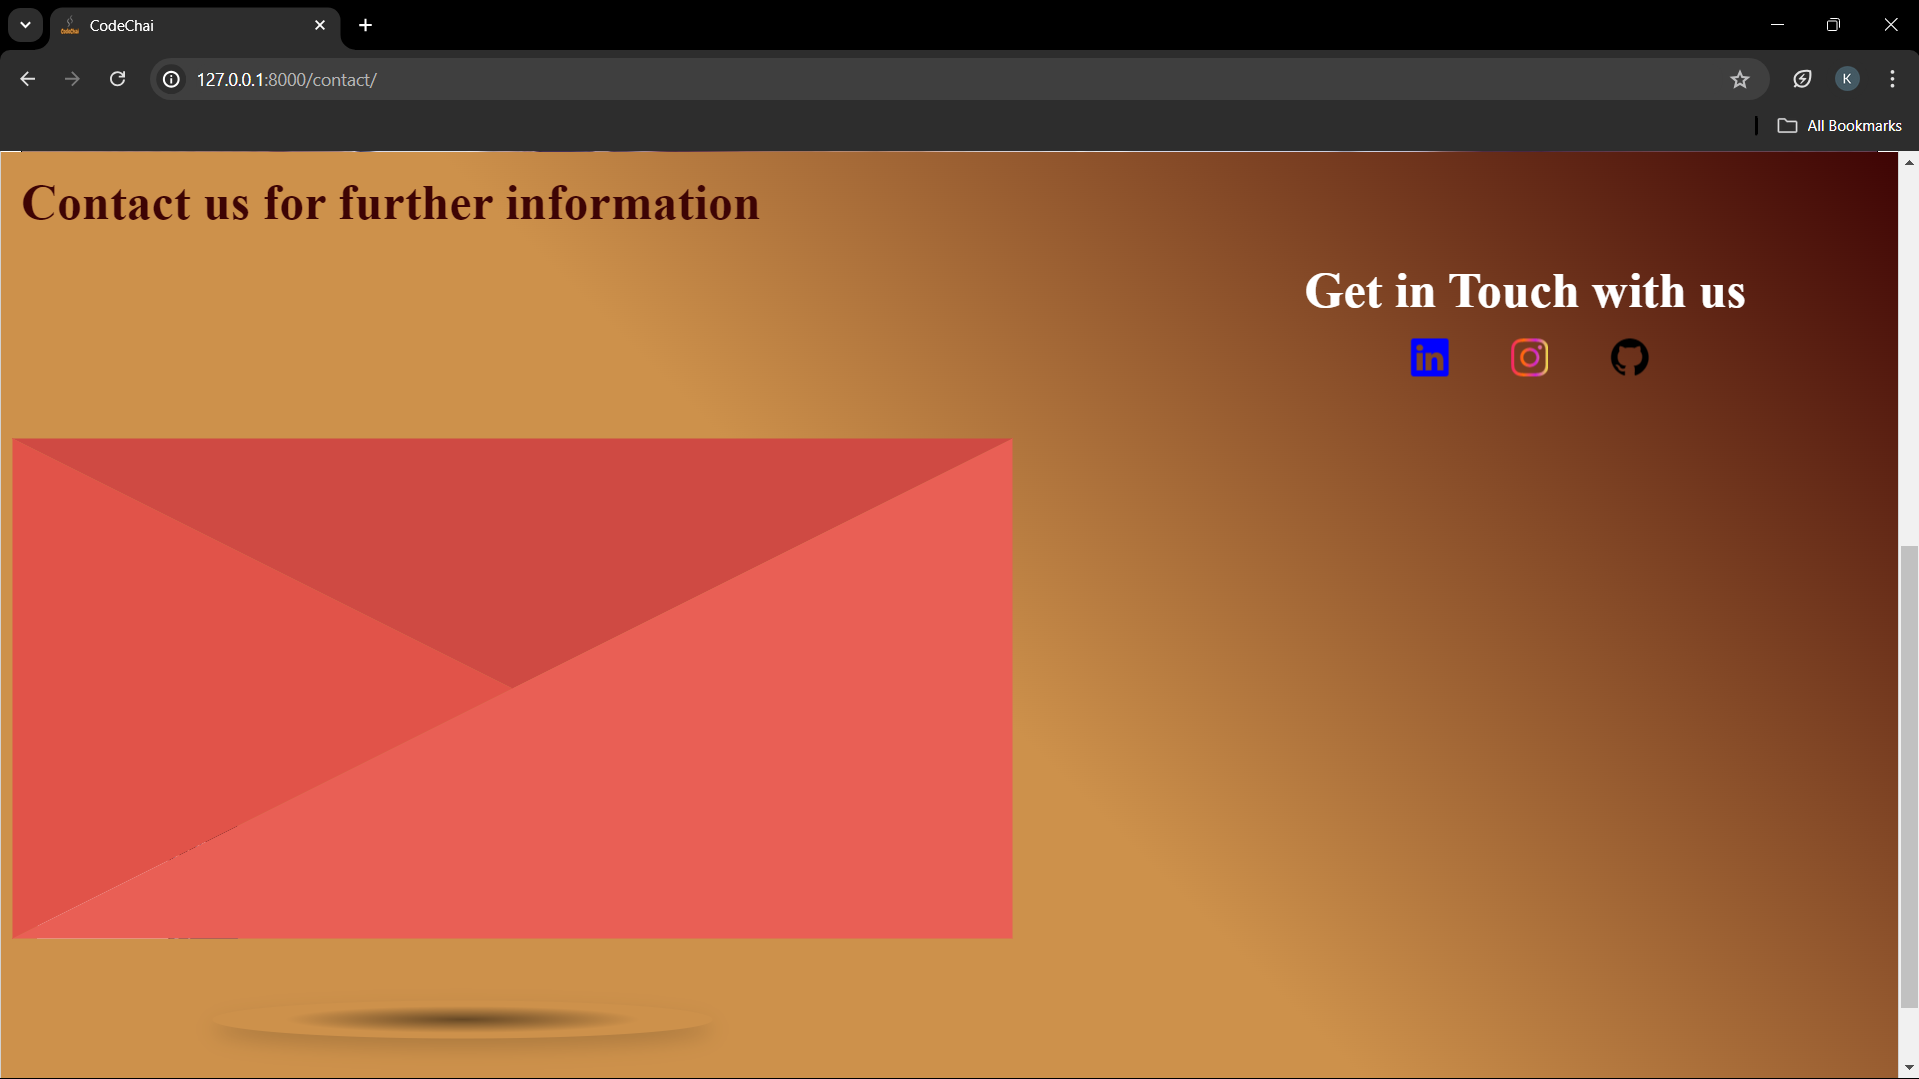 CodeChai
127.0.0.1:8000/contact/
K
All Bookmarks
Contact us for further information
Get in Touch with us
in